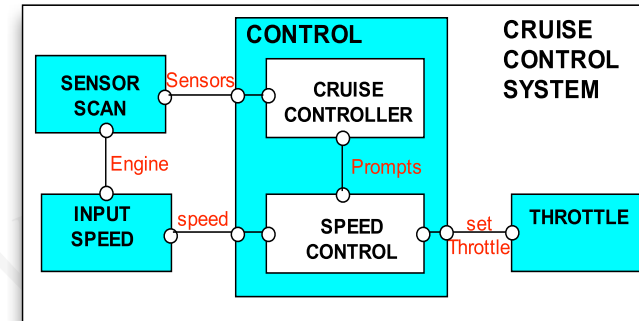 CONTROL
CRUISE
CONTROL
SYSTEM
SENSOR
SCAN
Sensors
CRUISE
CONTROLLER
Engine
Prompts
INPUT
SPEED
speed
SPEED
CONTROL
set
Throttle
THROTTLE